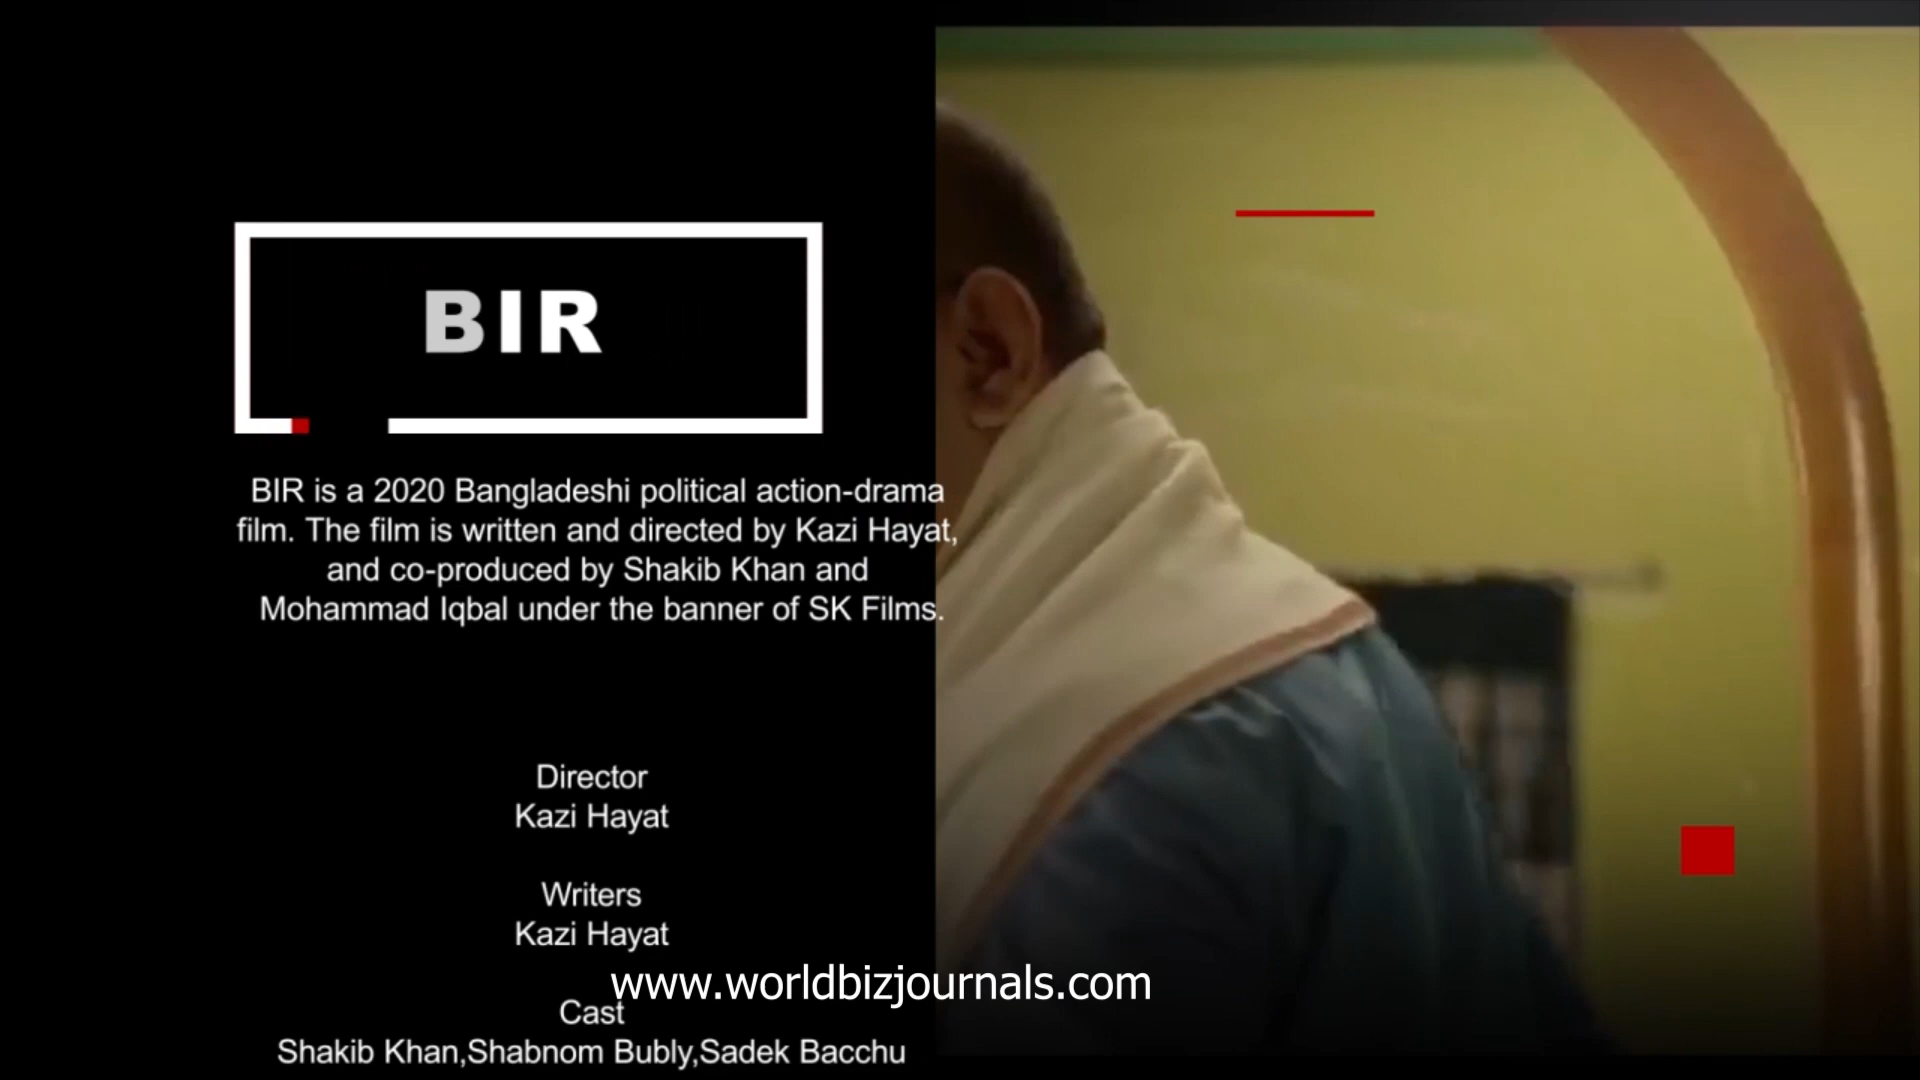 BIR
BIR is a 2020 Bangladeshi political action-drama
film. The film is written and directed by Kazi Hayat,
and co-produced by Shakib Khan and
Mohammad Iqbal under the banner of SK Films.
Director
Kazi Hayat
Writers
Kazi Hayat
www.worldbizjournals.com
Cast
Shakib Khan,Shabnom Bubly,Sadek Bacchu